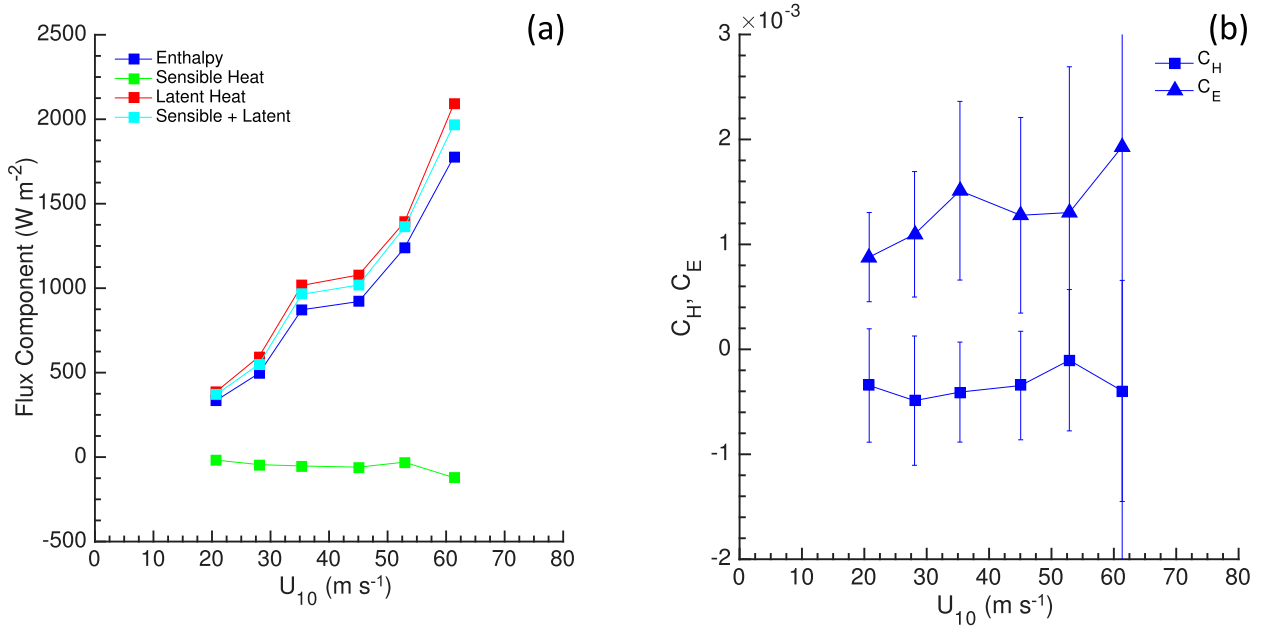 (a)
2500
2000
1500
1000
500
0
-500
Flux Component (W m-2)
Enthalpy
Sensible Heat
Latent Heat
Sensible + Latent
0 10 20 30 40 50 60 70 80
U10 (m s-1)
(b)
×10-3
3
2
1
0
-1
-2
CH, CE
CH
CE
0 10 20 30 40 50 60 70 80
U10 (m s-1)